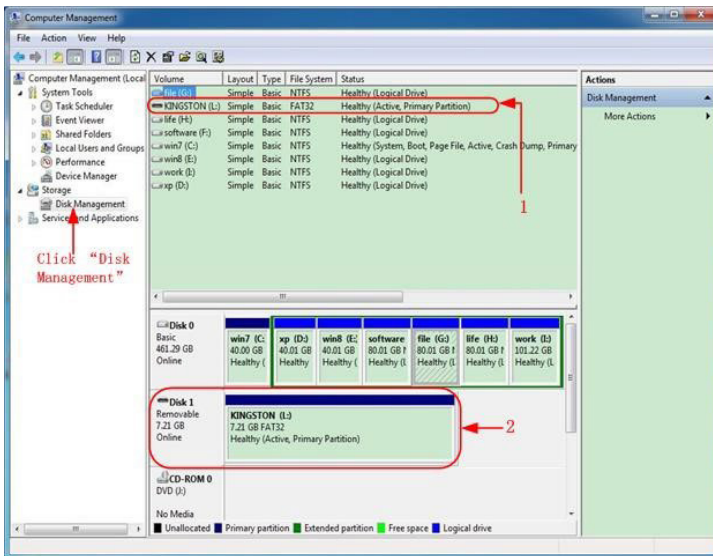 Computer Management
File Action View Help
Computer Management (Local
System Tools
Task Scheduler
Event Viewer
Shared Folders
Local Users and Groups
Performance
Device Manager
Storage
Disk Management
Services and Applications
Click “Disk
Management”
Volume Layout Type File System Status
file (G:) Simple Basic NTFS Healthy (Logical Drive)
KINGSTON (L:) Simple Basic FAT32 Healthy (Active, Primary Partition)
life (H:) Simple Basic NTFS Healthy (Logical Drive)
software (F:) Simple Basic NTFS Healthy (Logical Drive)
win7 (C:) Simple Basic NTFS Healthy (System, Boot, Page File, Active, Crash Dump, Primary
win8 (E:) Simple Basic NTFS Healthy (Logical Drive)
work (I:) Simple Basic NTFS Healthy (Logical Drive)
xp (D:) Simple Basic NTFS Healthy (Logical Drive)
1
Disk 0
Basic
461.29 GB
Online
win7 (C:
40.00 GB
Healthy (
xp (D:)
40.01 GB
Healthy
win8 (E:
40.01 GB
Healthy (
software
80.01 GB
Healthy (L
file (G:)
80.01 GB
Healthy (L
life (H:)
80.01 GB
Healthy (L
work (I:)
101.22 GB
Healthy (L
Disk 1
Removable
7.21 GB
Online
KINGSTON (L:)
7.21 GB FAT32
Healthy (Active, Primary Partition)
2
CD-ROM 0
DVD (J:)
No Media
Unallocated Primary partition Extended partition Free space Logical drive
Actions
Disk Management
More Actions